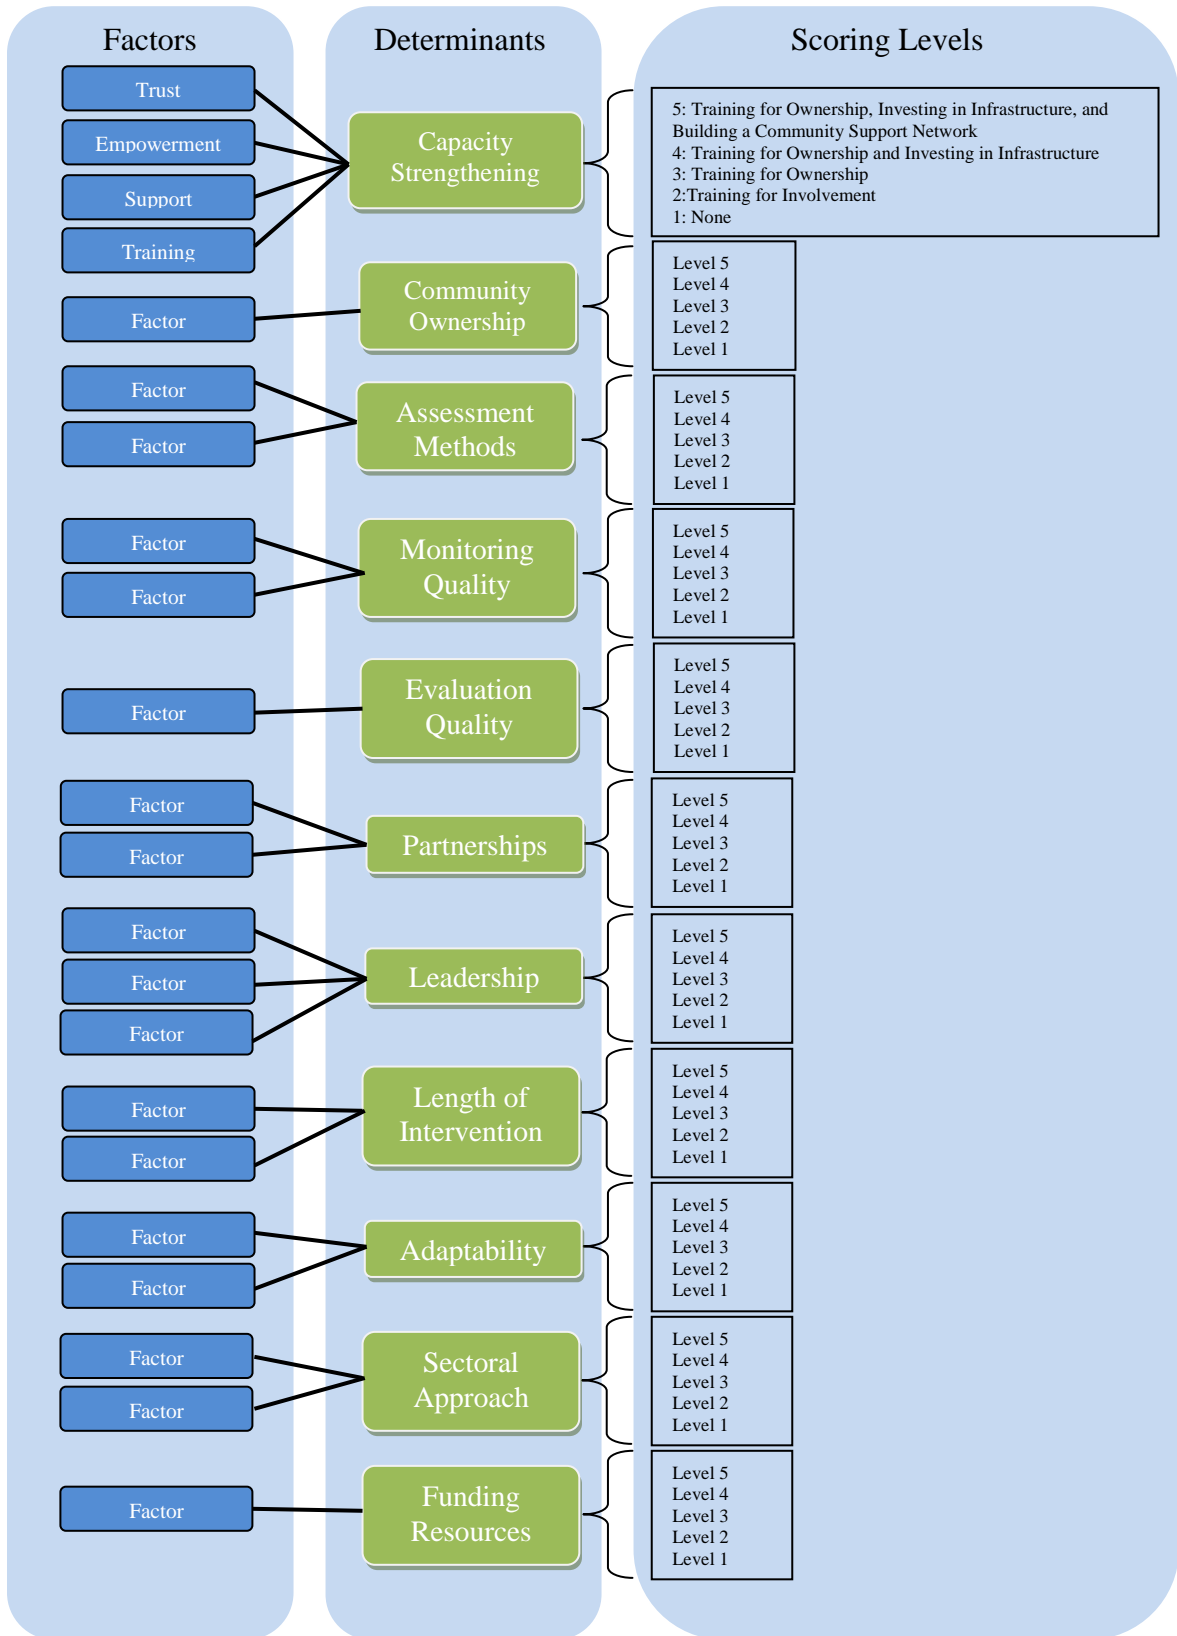 Factors
Determinants
Scoring Levels
Trust
Empowerment
Support
Training
Capacity
Strengthening
5: Training for Ownership, Investing in Infrastructure, and
Building a Community Support Network
4: Training for Ownership and Investing in Infrastructure
3: Training for Ownership
2:Training for Involvement
1: None
Factor
Community
Ownership
Level 5
Level 4
Level 3
Level 2
Level 1
Factor
Factor
Assessment
Methods
Level 5
Level 4
Level 3
Level 2
Level 1
Factor
Factor
Monitoring
Quality
Level 5
Level 4
Level 3
Level 2
Level 1
Factor
Evaluation
Quality
Level 5
Level 4
Level 3
Level 2
Level 1
Factor
Factor
Partnerships
Level 5
Level 4
Level 3
Level 2
Level 1
Factor
Factor
Factor
Leadership
Level 5
Level 4
Level 3
Level 2
Level 1
Factor
Factor
Length of
Intervention
Level 5
Level 4
Level 3
Level 2
Level 1
Factor
Factor
Adaptability
Level 5
Level 4
Level 3
Level 2
Level 1
Factor
Factor
Sectoral
Approach
Level 5
Level 4
Level 3
Level 2
Level 1
Factor
Funding
Resources
Level 5
Level 4
Level 3
Level 2
Level 1